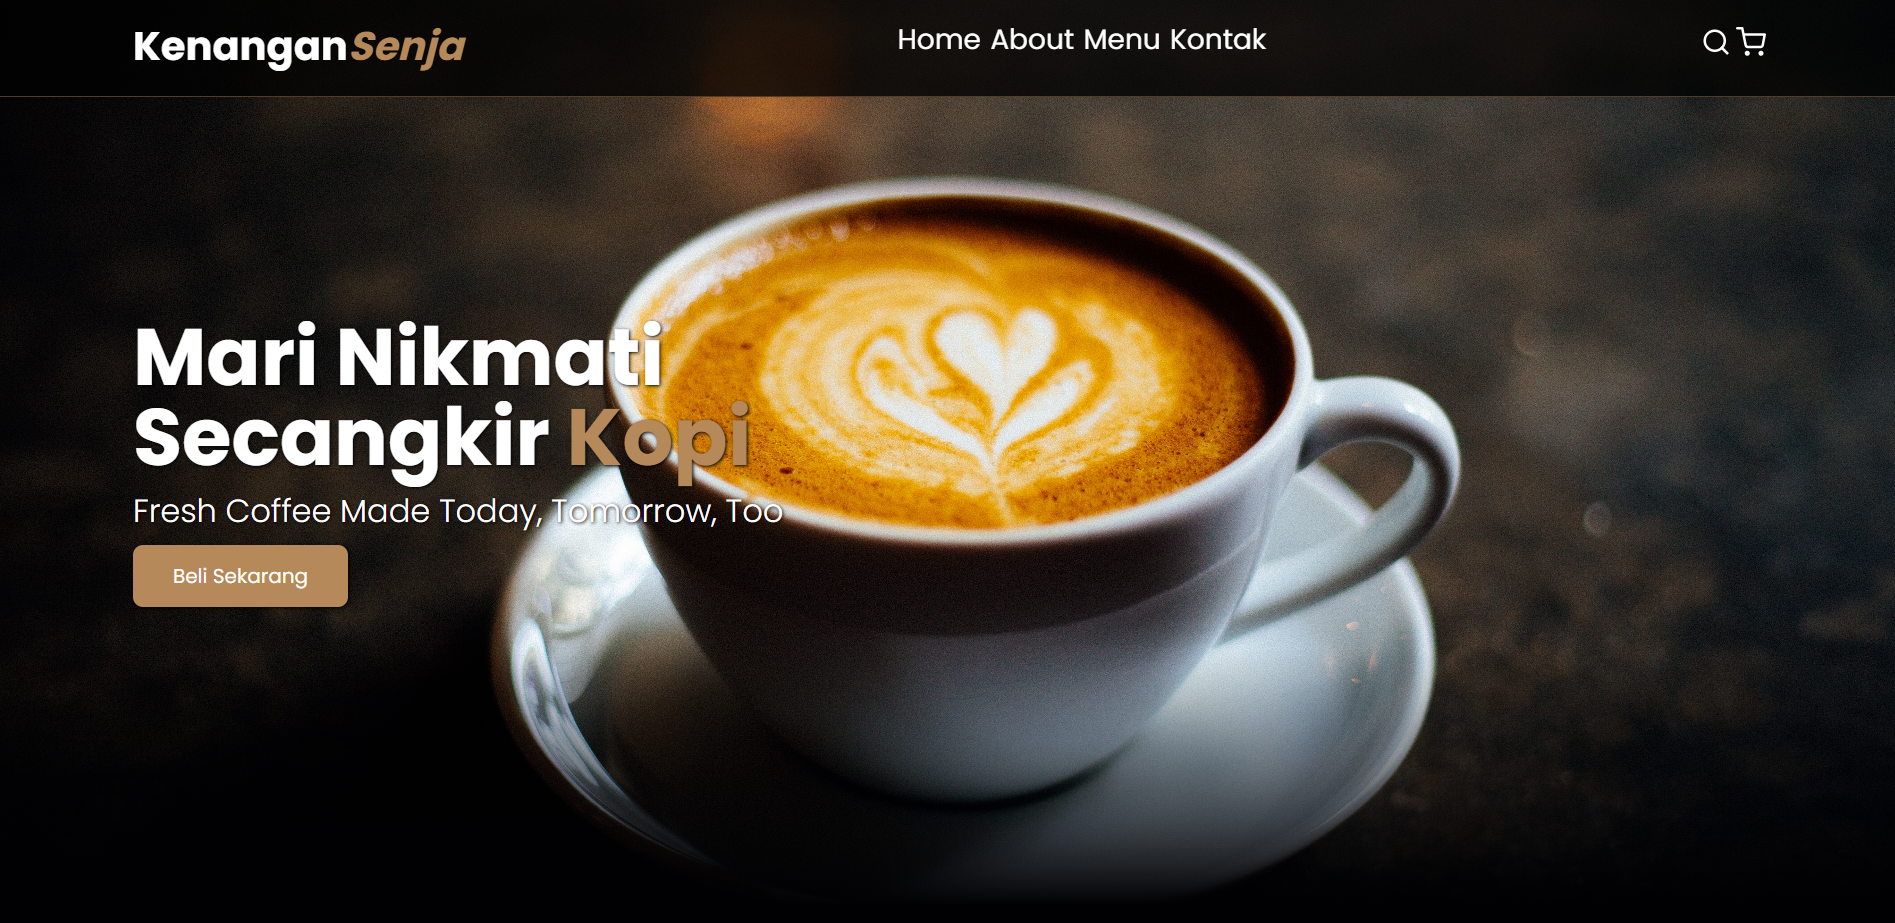 KenanganSenja
Home About Menu Kontak
Mari Nikmati
Secangkir Kopi
Fresh Coffee Made Today, Tomorrow, Too
Beli Sekarang